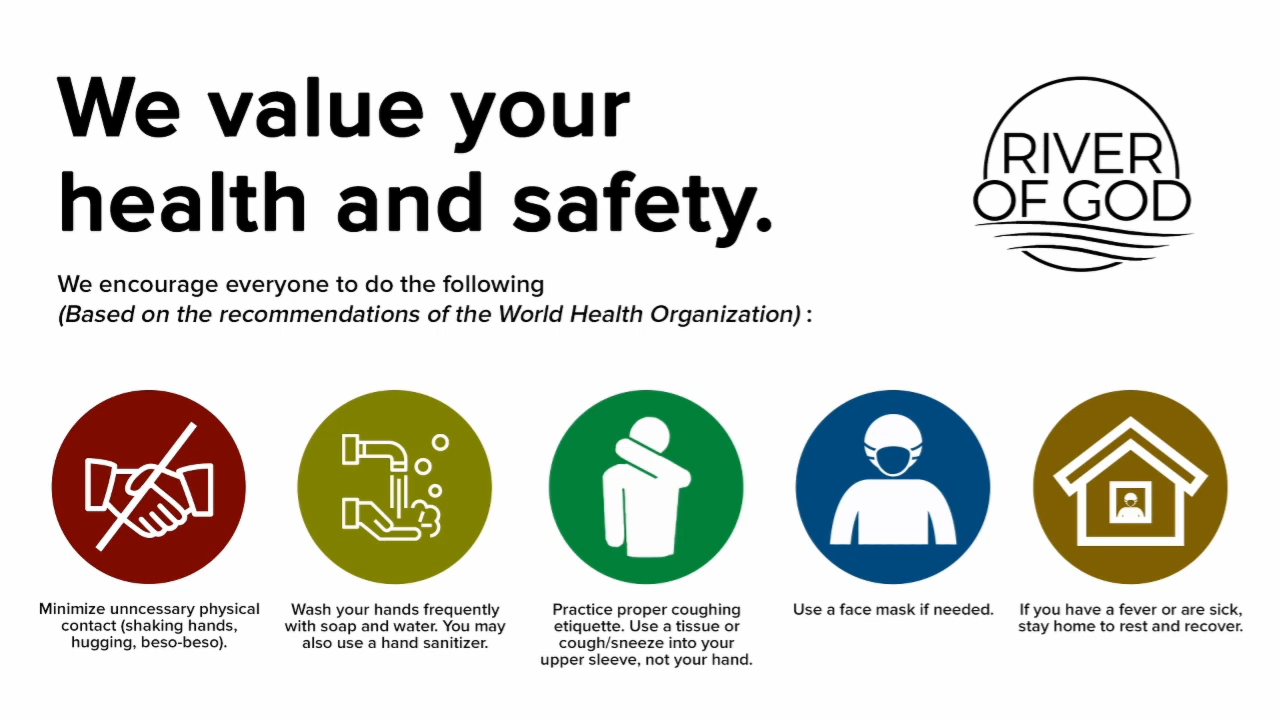 We value your
health and safety.
RIVER
OF GOD
We encourage everyone to do the following
(Based on the recommendations of the World Health Organization) :
Minimize unncessary physical
contact (shaking hands,
hugging, beso-beso).
Wash your hands frequently
with soap and water. You may
also use a hand sanitizer.
Practice proper coughing
etiquette. Use a tissue or
cough/sneeze into your
upper sleeve, not your hand.
Use a face mask if needed.
If you have a fever or are sick,
stay home to rest and recover.